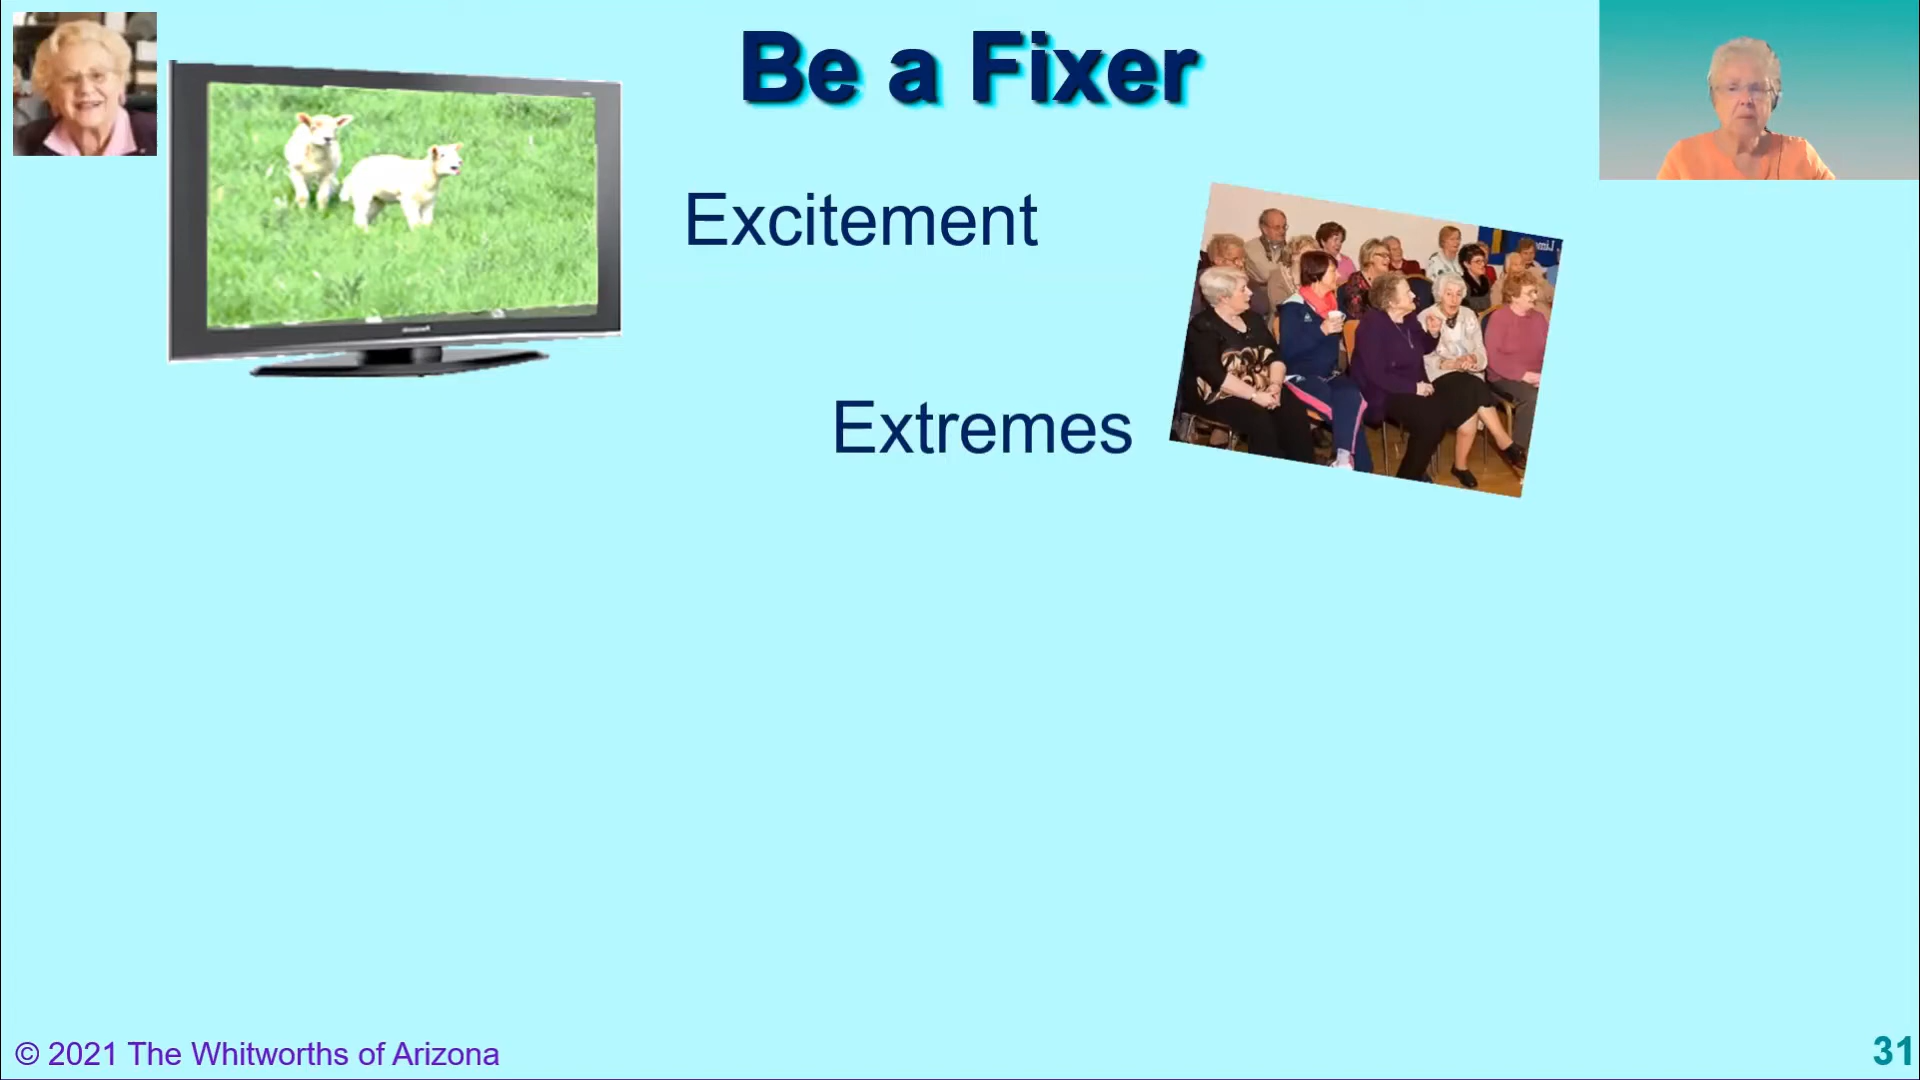 Be a Fixer
Excitement
Extremes
© 2021 The Whitworths of Arizona
31